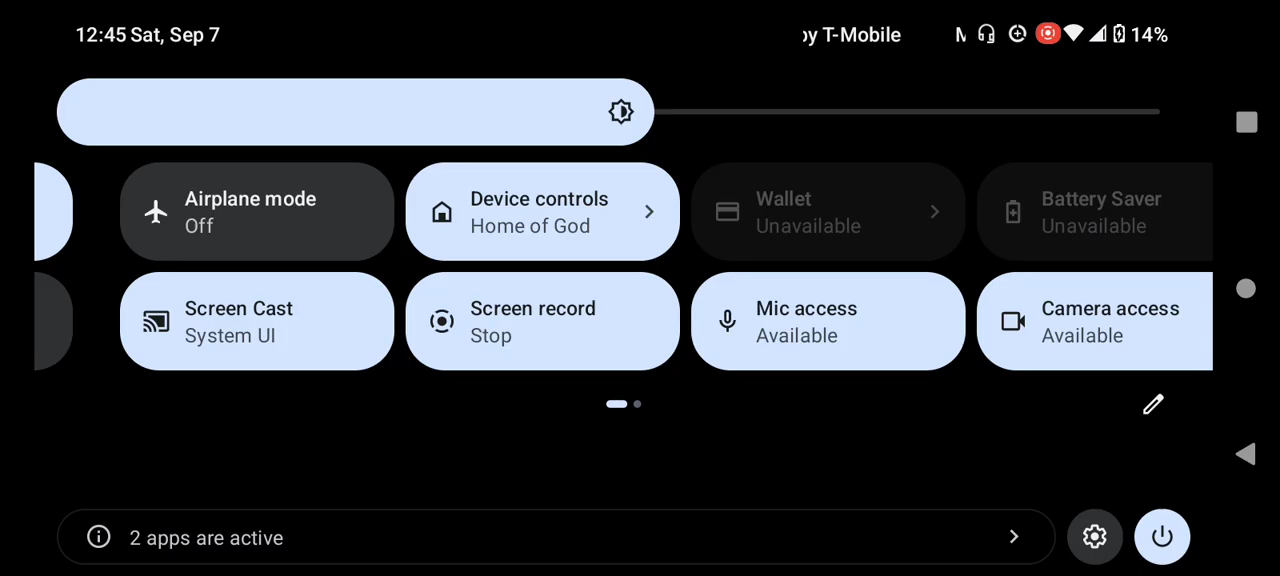 12:45 Sat, Sep 7
by T-Mobile
14%
Airplane mode
Off
Device controls
Home of God
Wallet
Unavailable
Battery Saver
Unavailable
Screen Cast
System UI
Screen record
Stop
Mic access
Available
Camera access
Available
2 apps are active